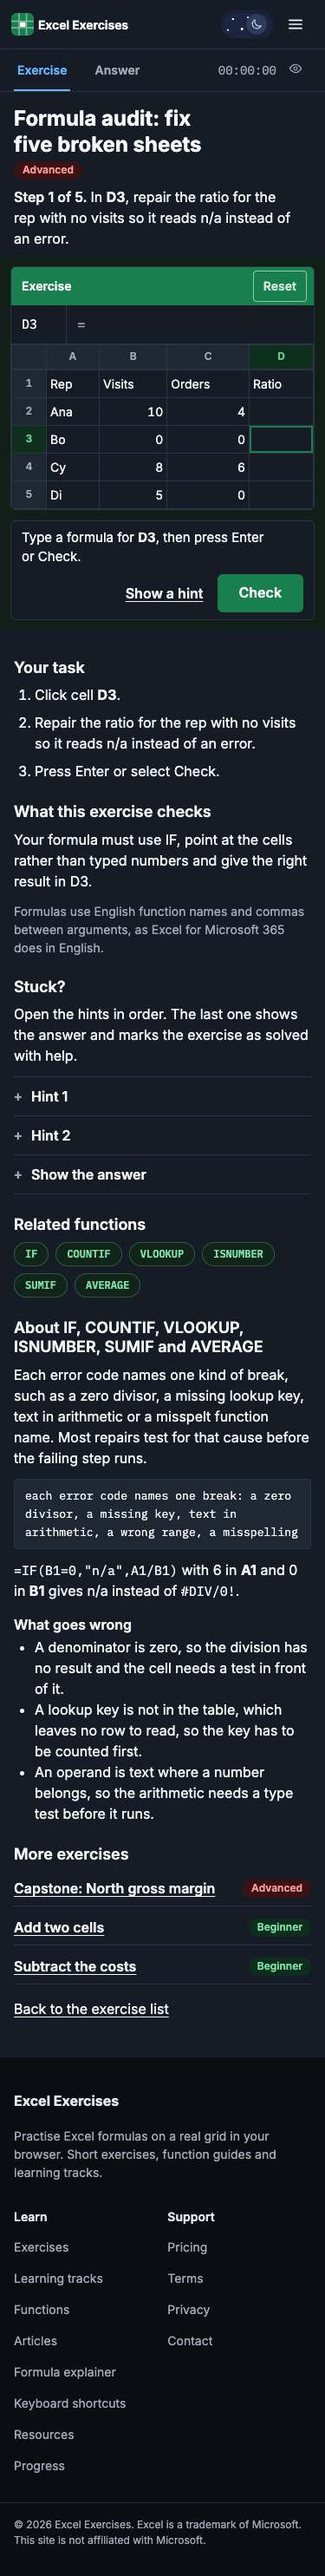 Excel Exercises
Exercise Answer 00:00:00
Formula audit: fix
five broken sheets
Advanced
Step 1 of 5. In D3, repair the ratio for the
rep with no visits so it reads n/a instead of
an error.
Exercise Reset
D3 =
A B C D
1 Rep Visits Orders Ratio
2 Ana 10 4
3 Bo 0 0
4 Cy 8 6
5 Di 5 0
Type a formula for D3, then press Enter
or Check.
Show a hint Check
Your task
1. Click cell D3.
2. Repair the ratio for the rep with no visits
so it reads n/a instead of an error.
3. Press Enter or select Check.
What this exercise checks
Your formula must use IF, point at the cells
rather than typed numbers and give the right
result in D3.
Formulas use English function names and commas
between arguments, as Excel for Microsoft 365
does in English.
Stuck?
Open the hints in order. The last one shows
the answer and marks the exercise as solved
with help.
+ Hint 1
+ Hint 2
+ Show the answer
Related functions
IF COUNTIF VLOOKUP ISNUMBER
SUMIF AVERAGE
About IF, COUNTIF, VLOOKUP,
ISNUMBER, SUMIF and AVERAGE
Each error code names one kind of break,
such as a zero divisor, a missing lookup key,
text in arithmetic or a misspelt function
name. Most repairs test for that cause before
the failing step runs.
each error code names one break: a zero
divisor, a missing key, text in
arithmetic, a wrong range, a misspelling
=IF(B1=0,"n/a",A1/B1) with 6 in A1 and 0
in B1 gives n/a instead of #DIV/0!.
What goes wrong
• A denominator is zero, so the division has
no result and the cell needs a test in front
of it.
• A lookup key is not in the table, which
leaves no row to read, so the key has to
be counted first.
• An operand is text where a number
belongs, so the arithmetic needs a type
test before it runs.
More exercises
Capstone: North gross margin Advanced
Add two cells Beginner
Subtract the costs Beginner
Back to the exercise list
Excel Exercises
Practise Excel formulas on a real grid in your
browser. Short exercises, function guides and
learning tracks.
Learn Support
Exercises Pricing
Learning tracks Terms
Functions Privacy
Articles Contact
Formula explainer
Keyboard shortcuts
Resources
Progress
© 2026 Excel Exercises. Excel is a trademark of Microsoft.
This site is not affiliated with Microsoft.